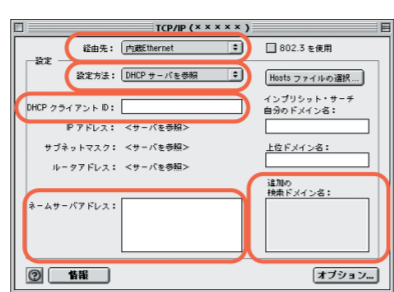 TCP/IP (×××××)
経由先： 内蔵Ethernet
802.3 を使用
設定
設定方法： DHCP サーバを参照
Hosts ファイルの選択...
DHCP クライアント ID：
インプリシット・サーチ
自分のドメイン名：
IP アドレス： <サーバを参照>
サブネットマスク： <サーバを参照>
上位ドメイン名：
ルータアドレス： <サーバを参照>
追加の
検索ドメイン名：
ネームサーバアドレス：
?
情報
オプション...